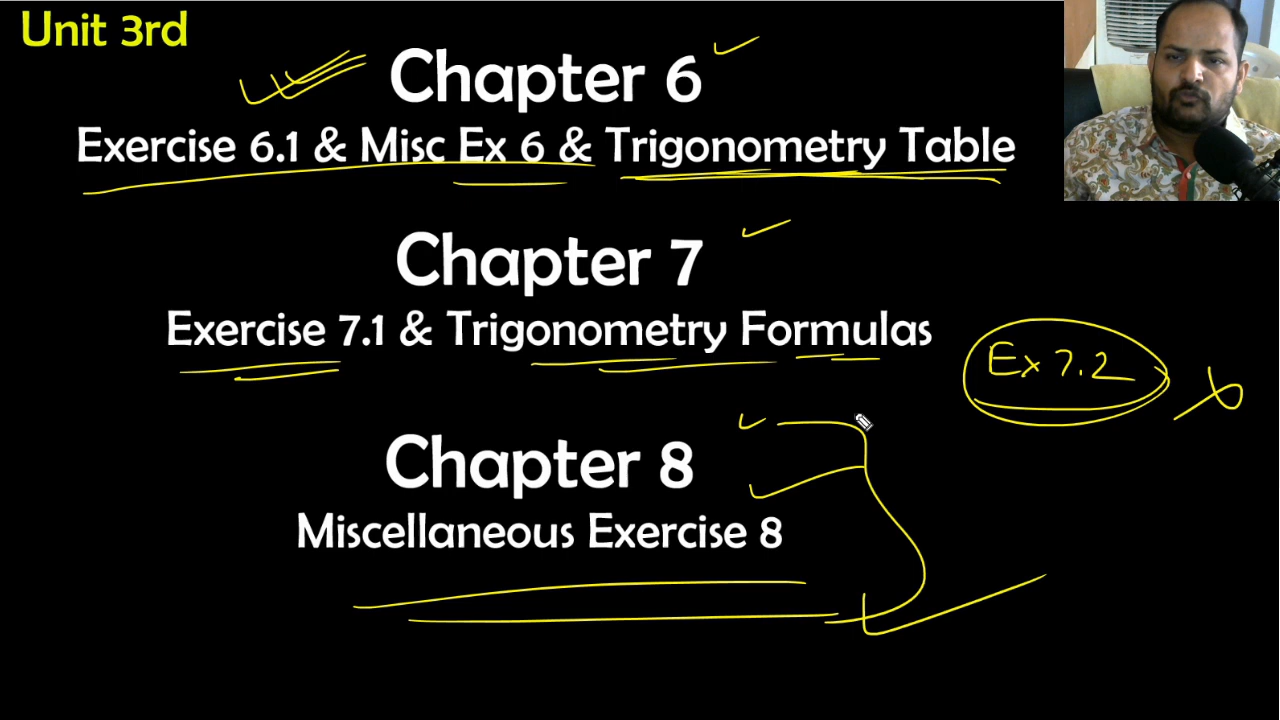 Unit 3rd
Chapter 6
Exercise 6.1 & Misc Ex 6 & Trigonometry Table
Chapter 7
Exercise 7.1 & Trigonometry Formulas
Ex 7.2
Chapter 8
Miscellaneous Exercise 8